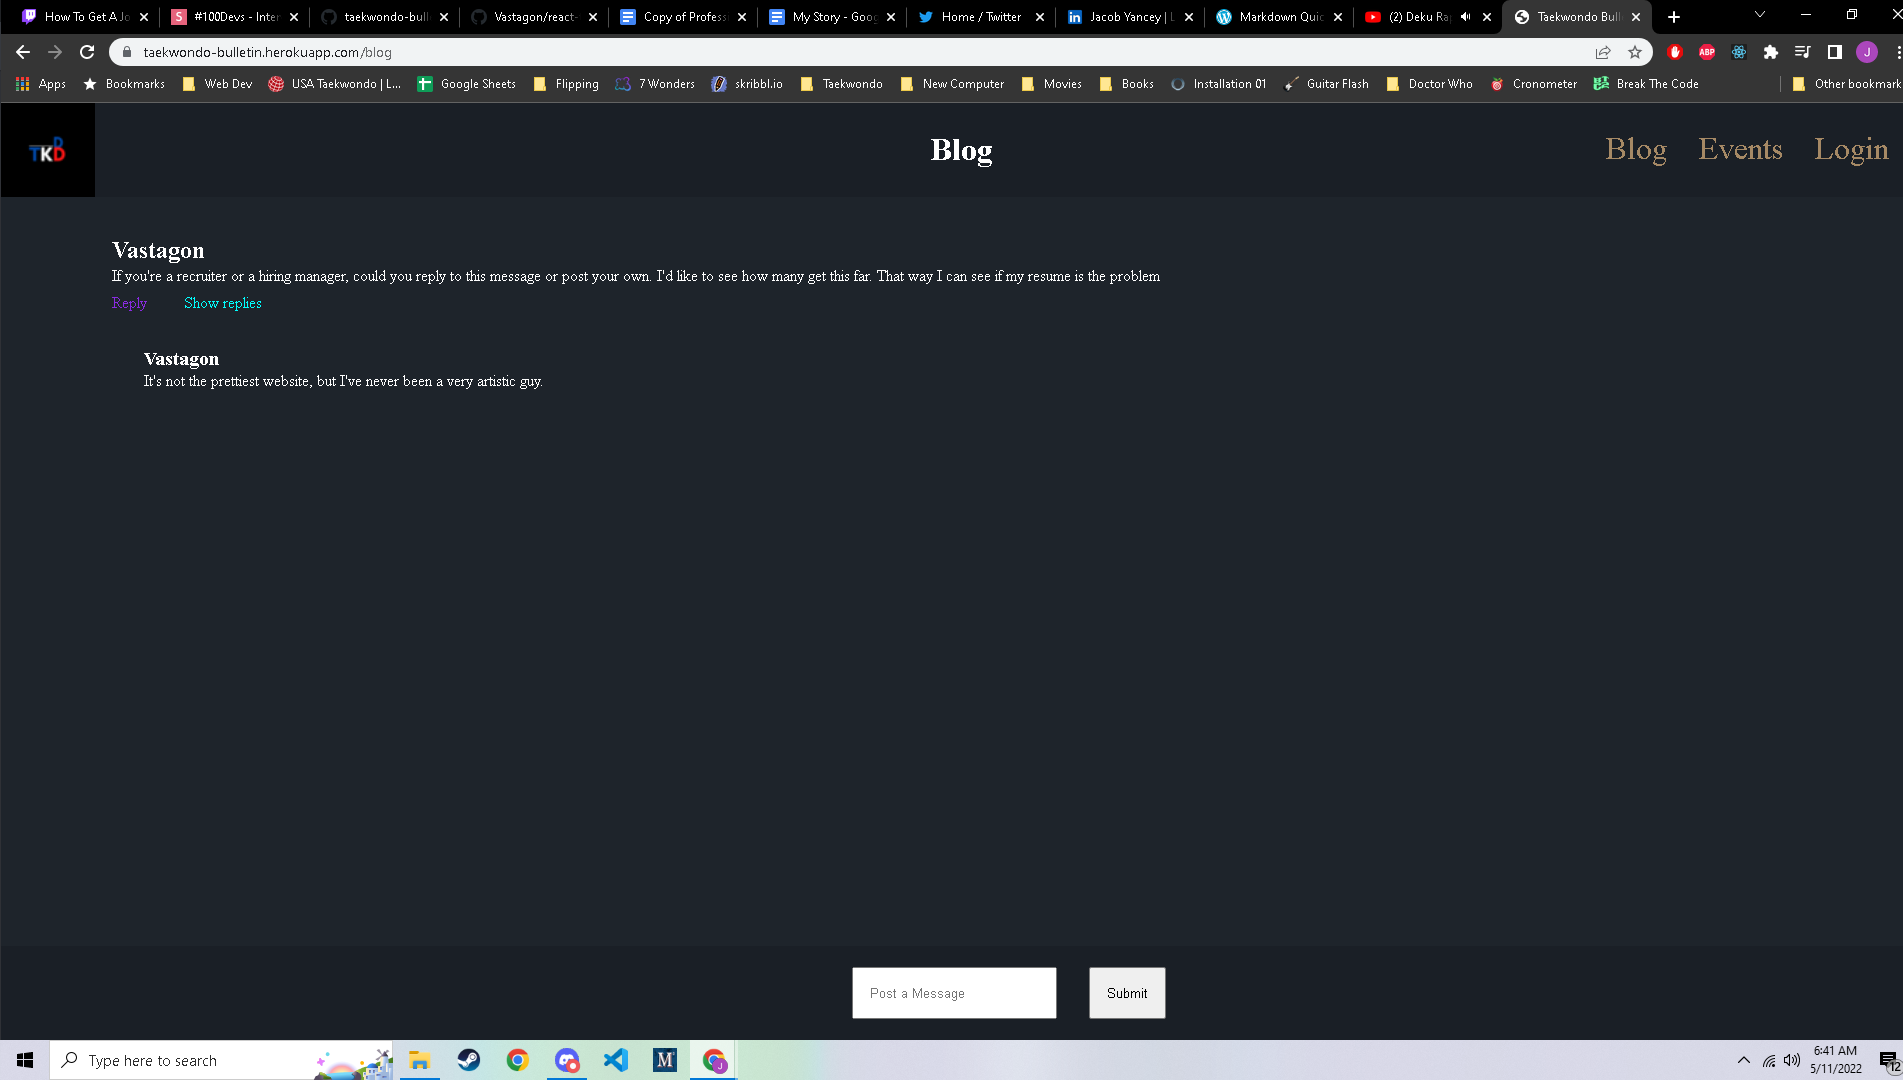 How To Get A Jo
#100Devs - Inter
taekwondo-bulle
Vastagon/react-
Copy of Professi
My Story - Goog
Home / Twitter
Jacob Yancey | L
Markdown Quic
(2) Deku Rap
Taekwondo Bull
taekwondo-bulletin.herokuapp.com/blog
ABP
J
Apps
Bookmarks
Web Dev
USA Taekwondo | L...
Google Sheets
Flipping
7 Wonders
skribbl.io
Taekwondo
New Computer
Movies
Books
Installation 01
Guitar Flash
Doctor Who
Cronometer
Break The Code
Other bookmark
TKD
D
Blog
Blog Events Login
Vastagon
If you're a recruiter or a hiring manager, could you reply to this message or post your own. I'd like to see how many get this far. That way I can see if my resume is the problem
Reply Show replies
Vastagon
It's not the prettiest website, but I've never been a very artistic guy.
Post a Message
Submit
Type here to search
M
J
6:41 AM
5/11/2022
12